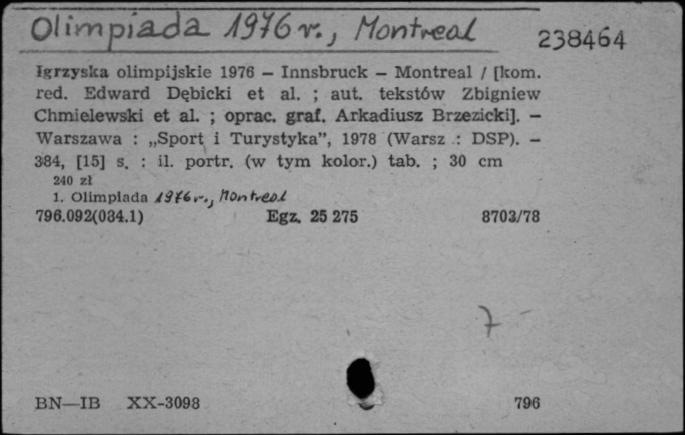 Olimpiada 1976 r., Montreal
238464
Igrzyska olimpijskie 1976 – Innsbruck – Montreal / [kom.
red. Edward Dębicki et al. ; aut. tekstów Zbigniew
Chmielewski et al. ; oprac. graf. Arkadiusz Brzezicki]. –
Warszawa : „Sport i Turystyka”, 1978 (Warsz .: DSP). –
384, [15] s. : il. portr. (w tym kolor.) tab. ; 30 cm
240 zł
1. Olimpiada 1976 r., Montreal
796.092(084.1) Egz. 25 275 8703/78
7-
BN—IB XX-3098 796